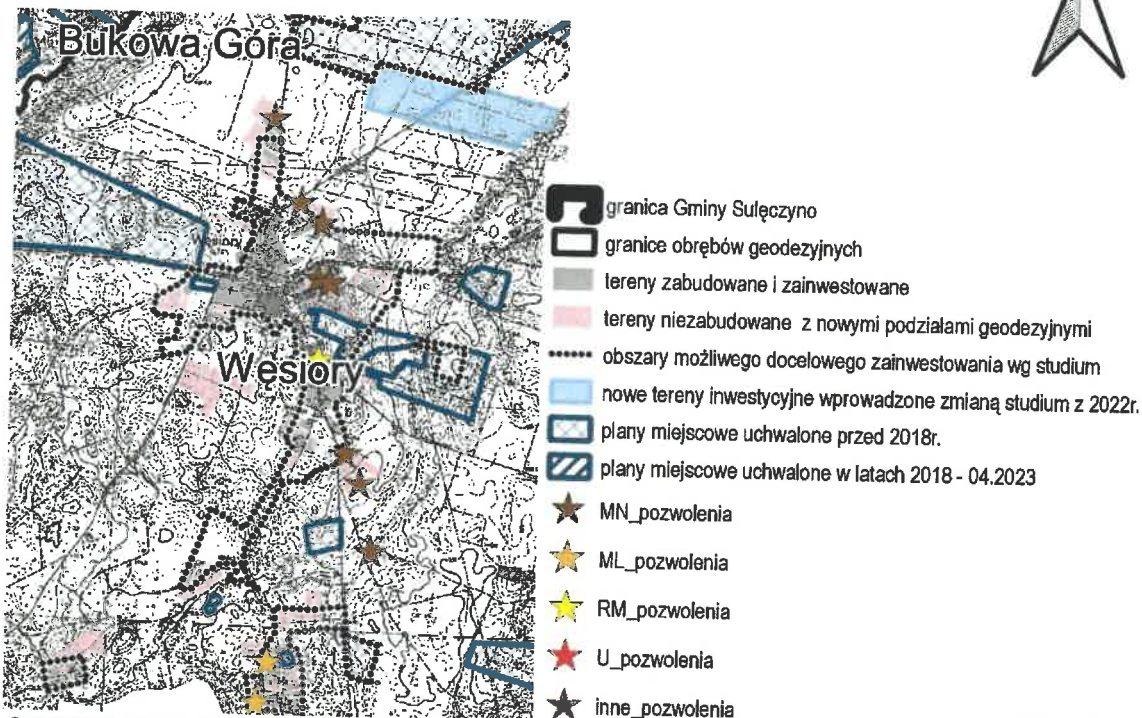 Bukowa Góra
Węsiory
granica Gminy Sulęczyno
granice obrębów geodezyjnych
tereny zabudowane i zainwestowane
tereny niezabudowane z nowymi podziałami geodezyjnymi
obszary możliwego docelowego zainwestowania wg studium
nowe tereny inwestycyjne wprowadzone zmianą studium z 2022r.
plany miejscowe uchwalone przed 2018r.
plany miejscowe uchwalone w latach 2018 - 04.2023
MN_pozwolenia
ML_pozwolenia
RM_pozwolenia
U_pozwolenia
inne_pozwolenia